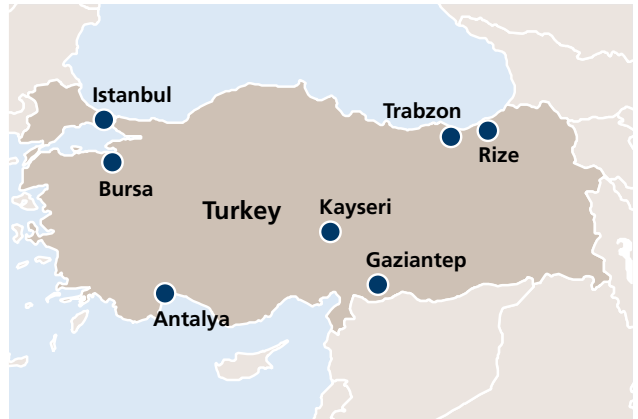 Istanbul
Trabzon
Rize
Bursa
Turkey
Kayseri
Gaziantep
Antalya